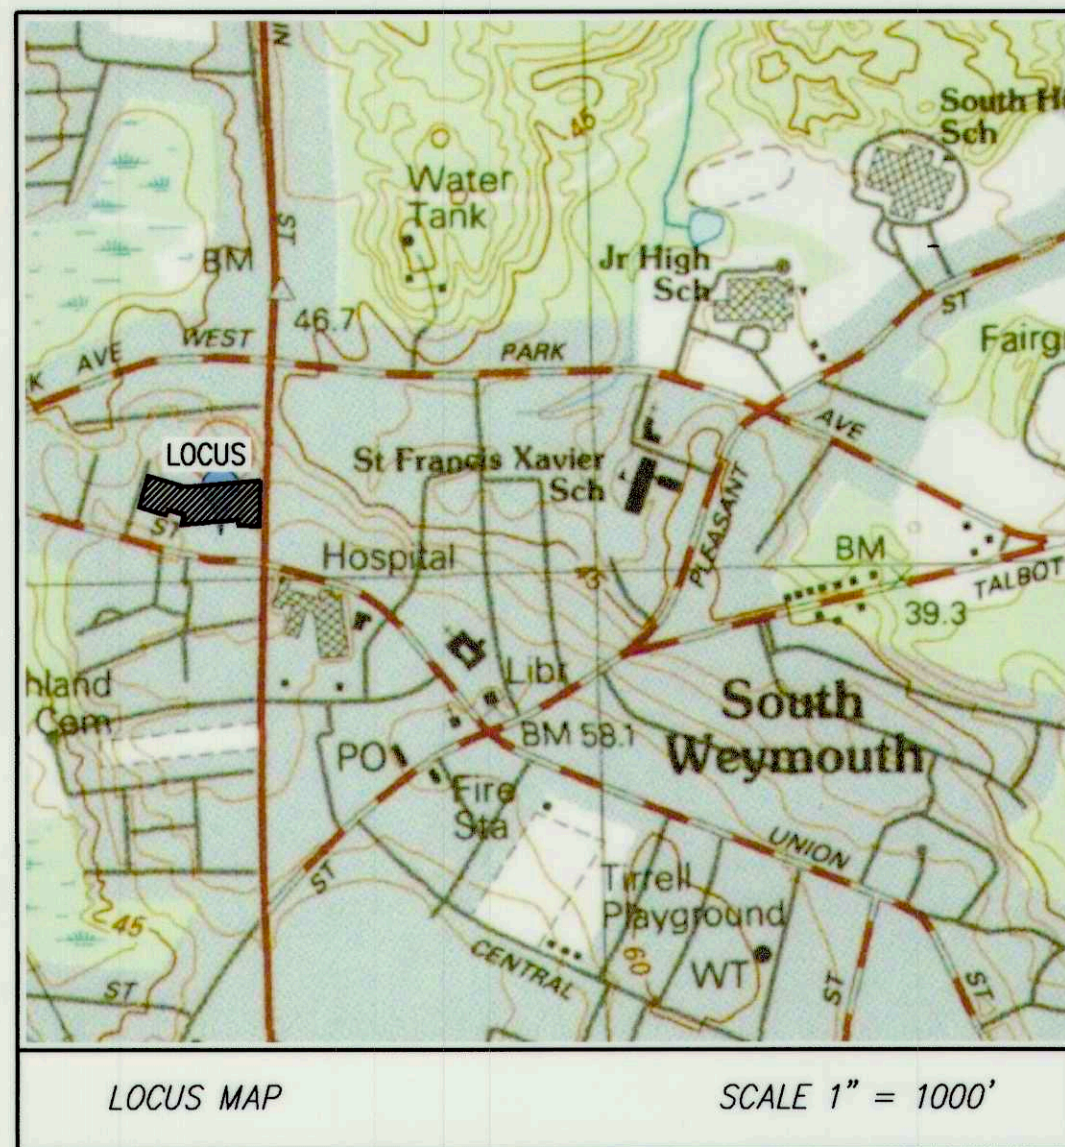 South
Sch
Water
Tank
ST
BM
Jr High
Sch
46.7
ST
WEST
PARK
AVE
K
AVE
LOCUS
St Francis Xavier
Sch
PLEASANT
ST
Hospital
BM
TALBOT
39.3
45
45
hland
Cem
Libr
South
Weymouth
BM 58.1
PO
Fire
Sta
UNION
ST
Tirrell
Playground
45
CENTRAL
60
WT
ST
ST
ST
LOCUS MAP
SCALE 1" = 1000'